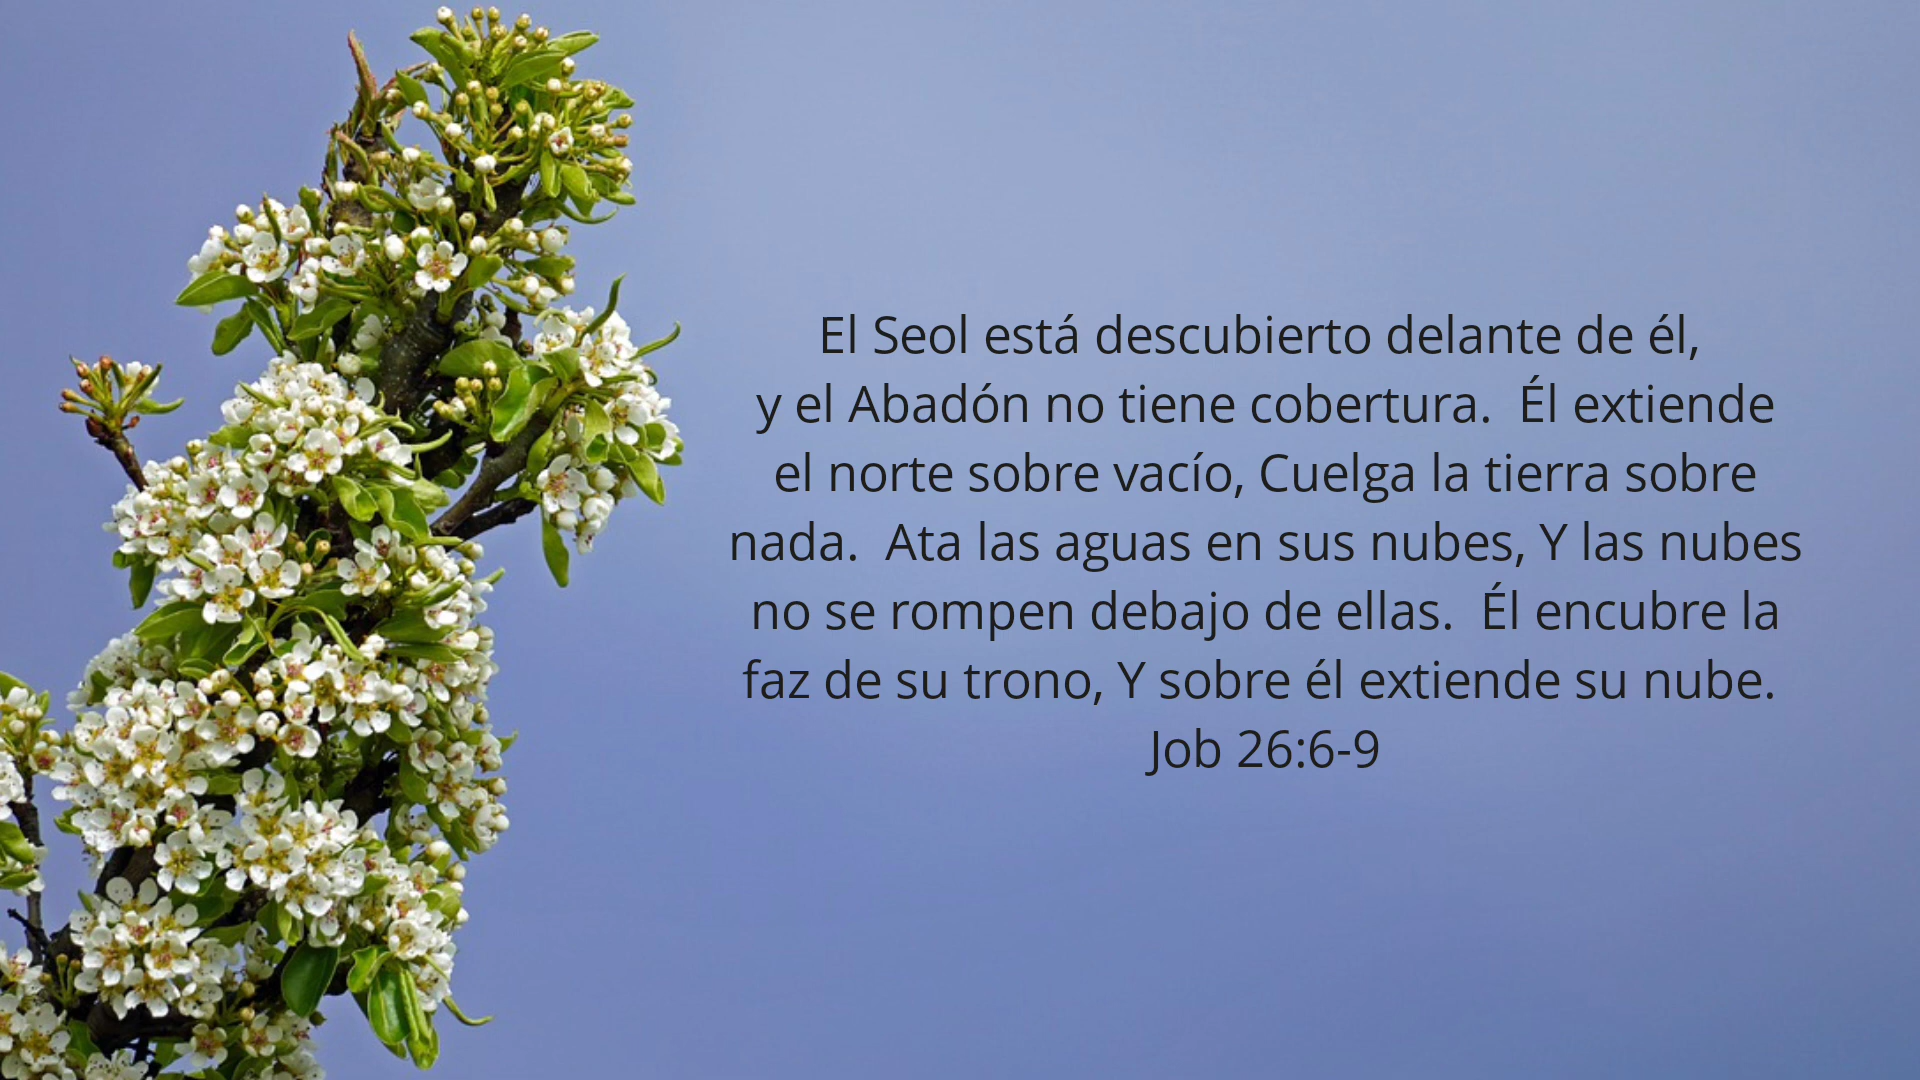 El Seol está descubierto delante de él,
y el Abadón no tiene cobertura.  Él extiende
el norte sobre vacío, Cuelga la tierra sobre
nada.  Ata las aguas en sus nubes, Y las nubes
no se rompen debajo de ellas.  Él encubre la
faz de su trono, Y sobre él extiende su nube.
Job 26:6-9